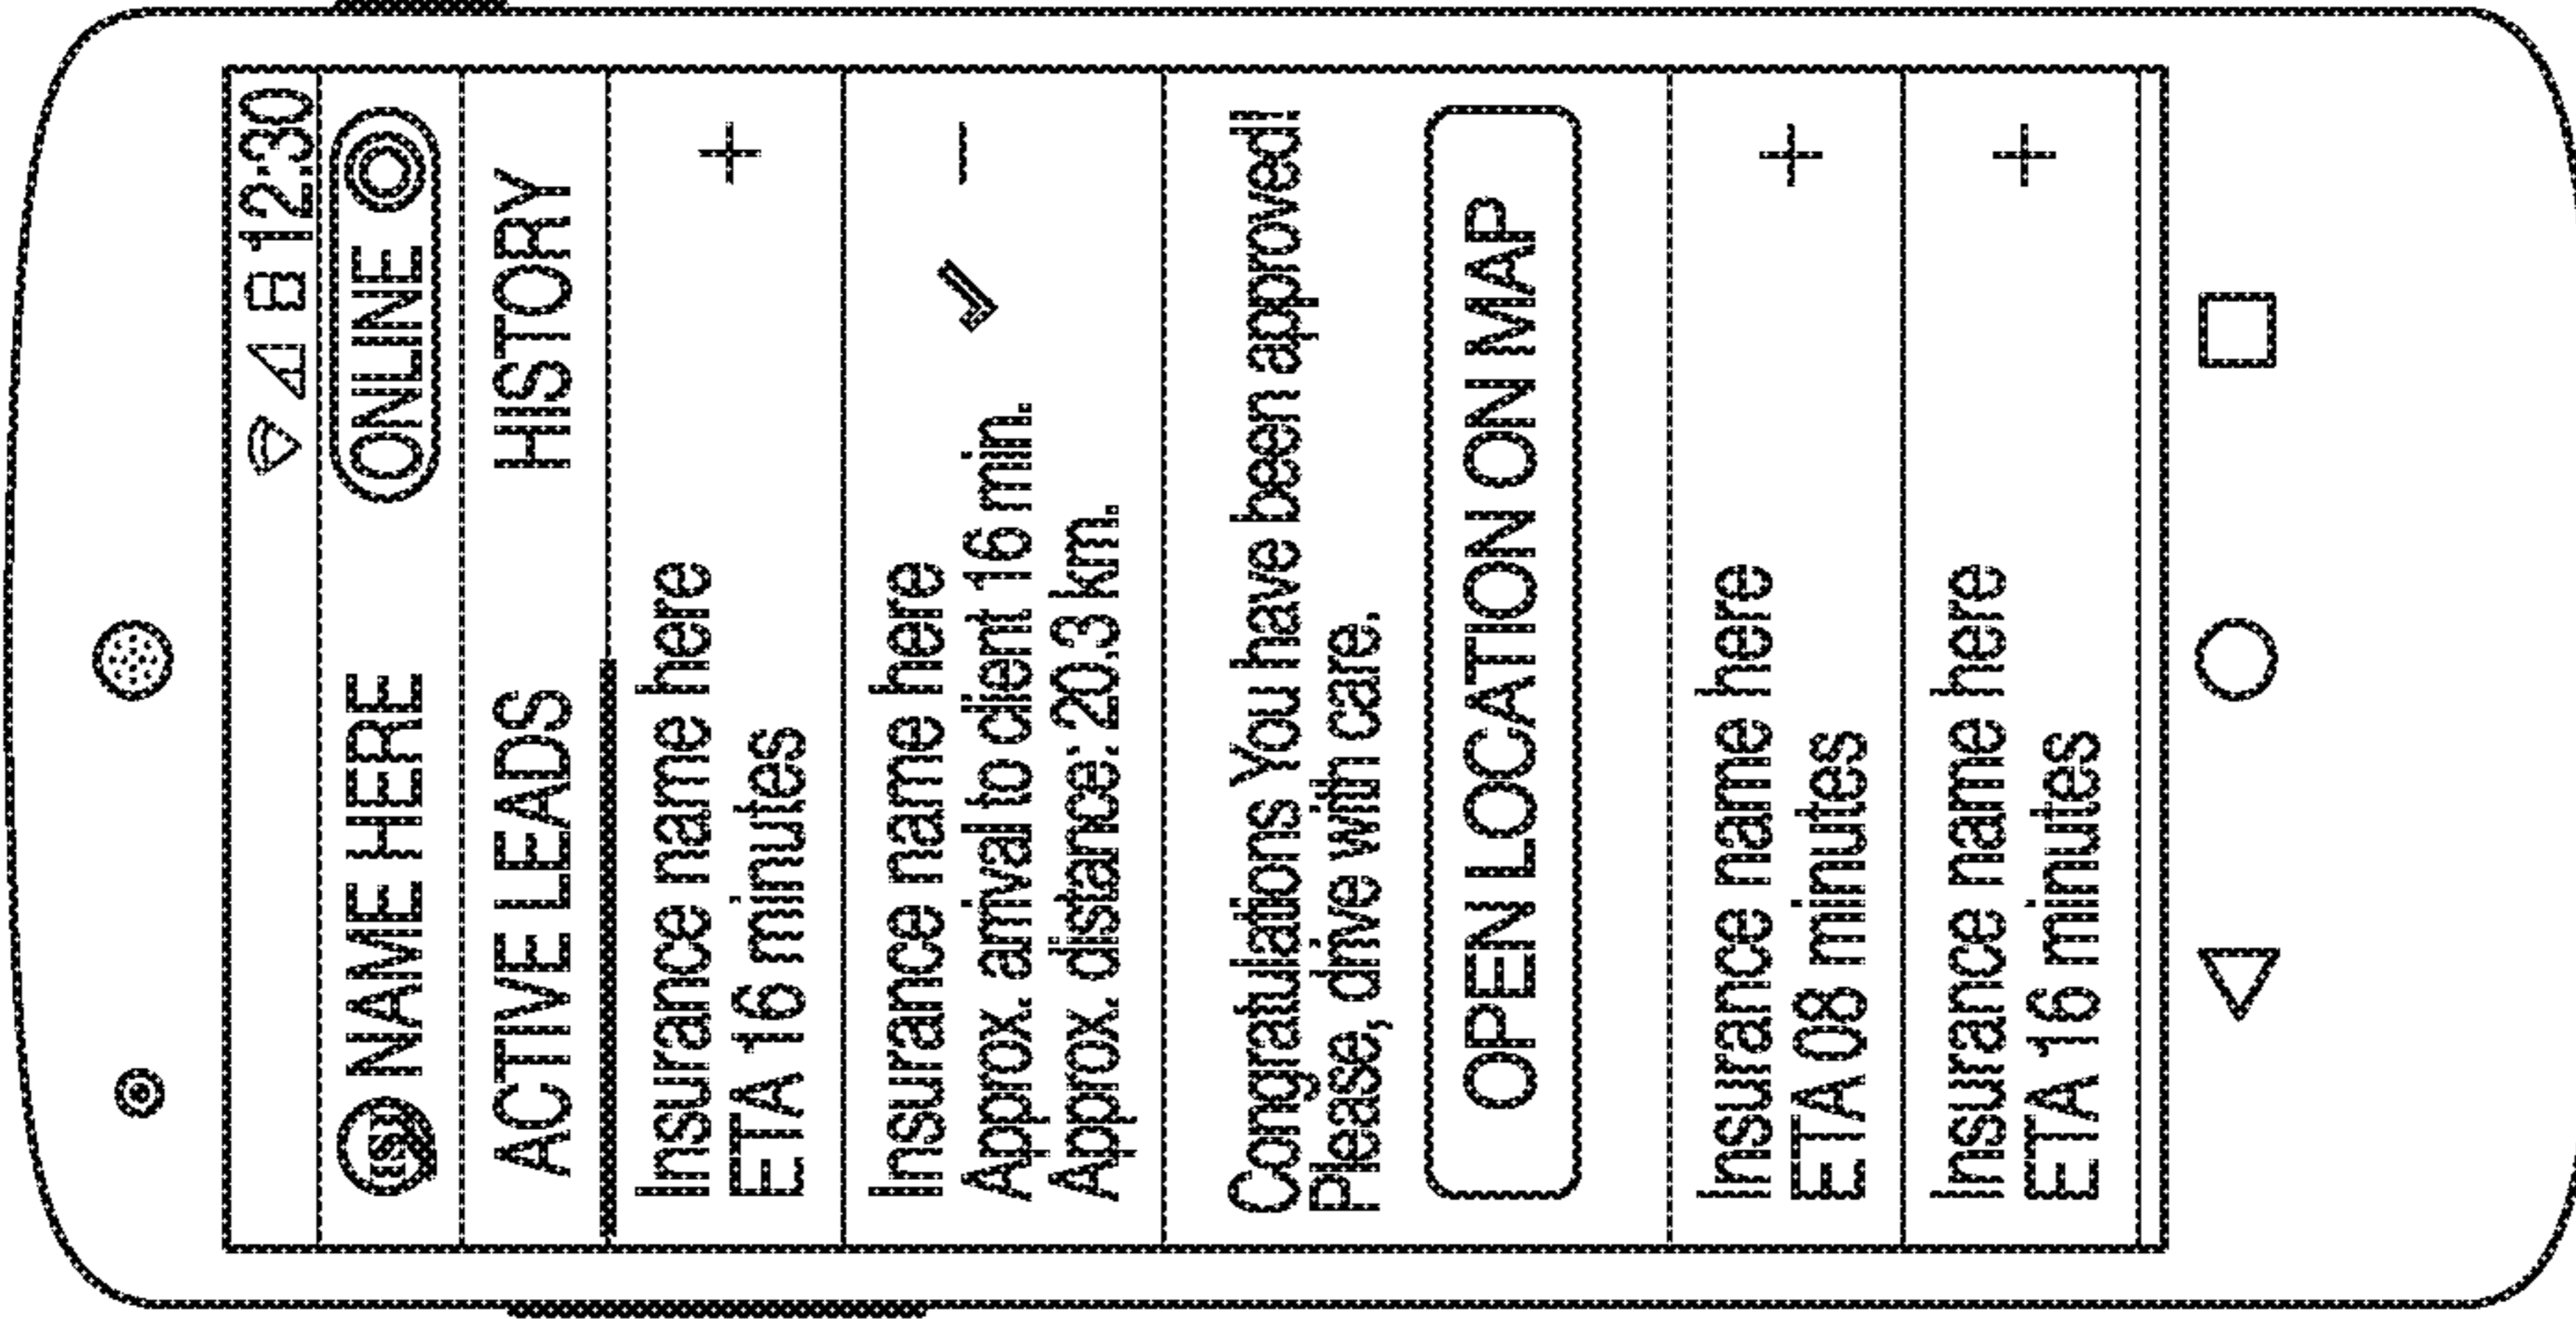 12:30
NAME HERE
ONLINE
ACTIVE LEADS
HISTORY
Insurance name here
ETA 16 minutes
Insurance name here
Approx. arrival to client 16 min.
Approx. distance: 20.3 km.
Congratulations You have been approved!
Please, drive with care.
OPEN LOCATION ON MAP
Insurance name here
ETA 08 minutes
Insurance name here
ETA 16 minutes